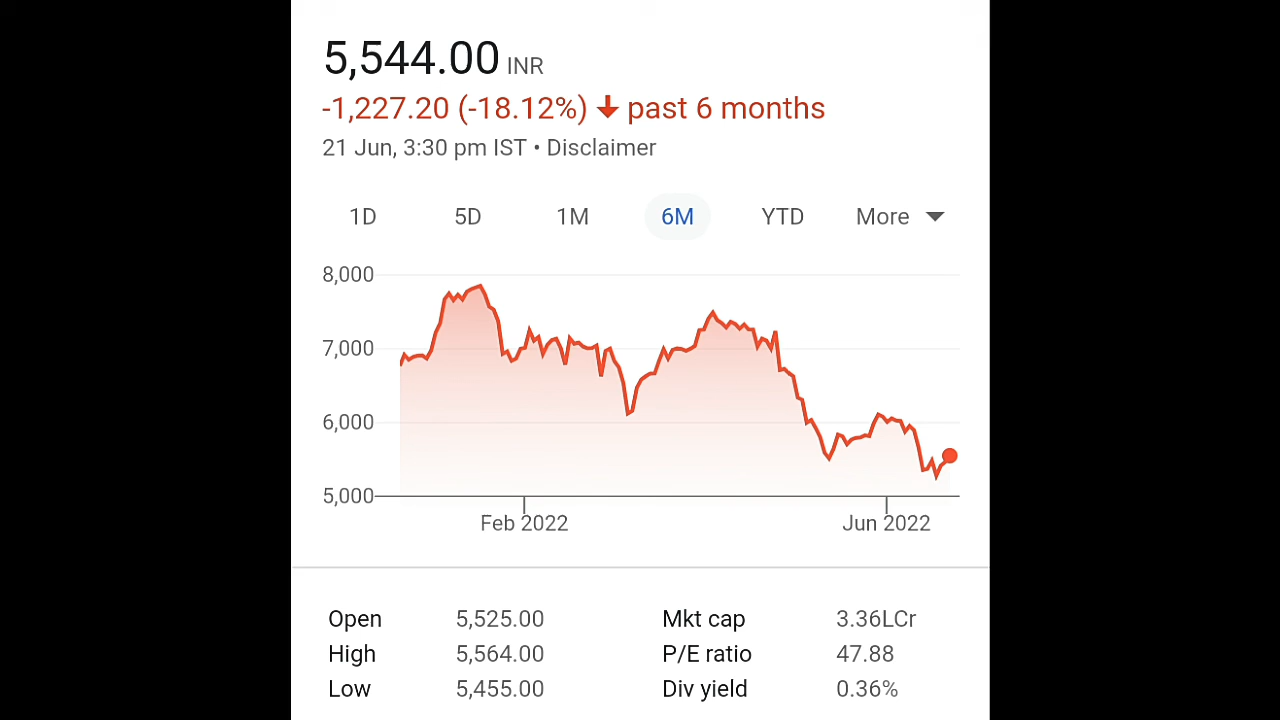 5,544.00 INR
-1,227.20 (-18.12%) ↓ past 6 months
21 Jun, 3:30 pm IST • Disclaimer
1D 5D 1M 6M YTD More
8,000
7,000
6,000
5,000
Feb 2022 Jun 2022
Open 5,525.00 Mkt cap 3.36LCr
High 5,564.00 P/E ratio 47.88
Low 5,455.00 Div yield 0.36%